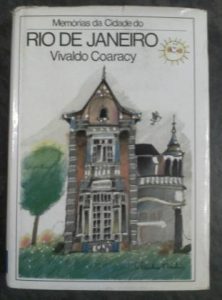 Memórias da Cidade do
RIO DE JANEIRO
Vivaldo Coaracy